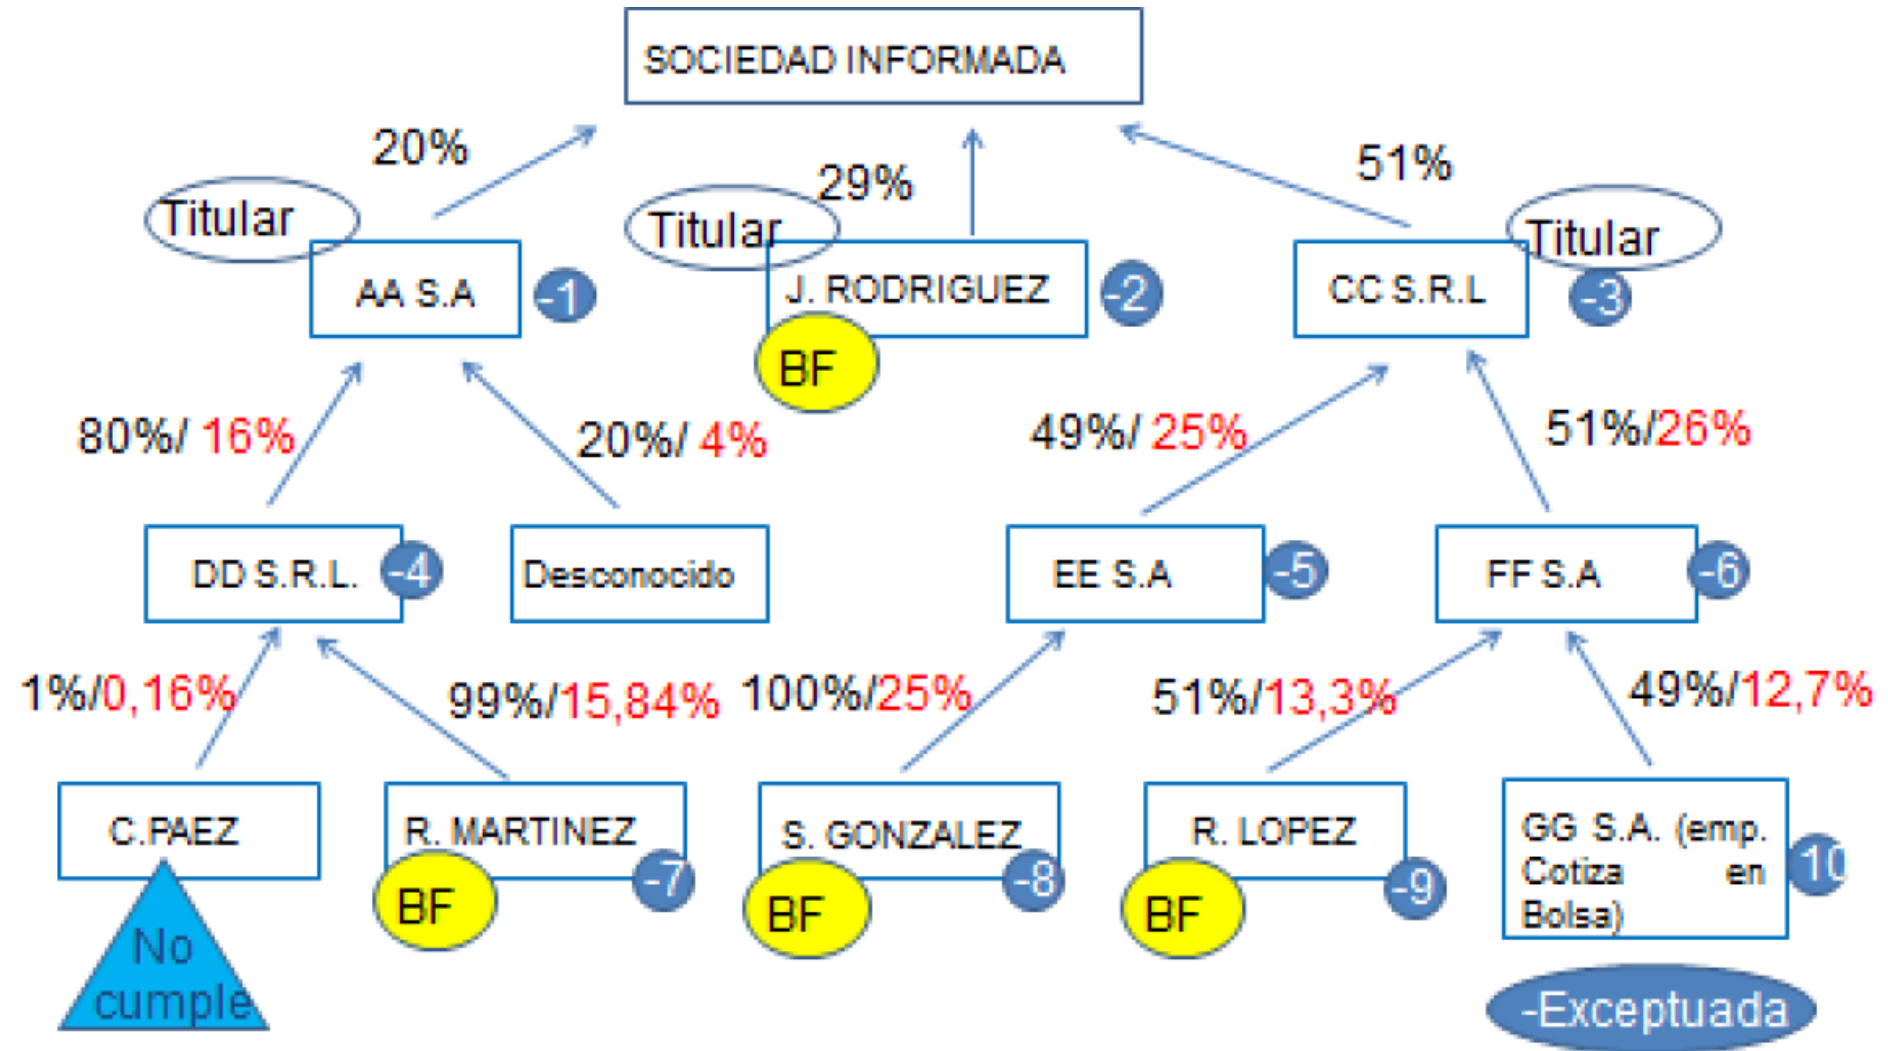 SOCIEDAD INFORMADA
20%
29%
51%
Titular
Titular
Titular
AA S.A
-1
J. RODRIGUEZ
-2
CC S.R.L
-3
BF
80%/ 16%
20%/ 4%
49%/ 25%
51%/26%
DD S.R.L.
-4
Desconocido
EE S.A
-5
FF S.A
-6
1%/0,16%
99%/15,84%
100%/25%
51%/13,3%
49%/12,7%
C.PAEZ
R. MARTINEZ
-7
S. GONZALEZ
-8
R. LOPEZ
-9
GG S.A. (emp.
Cotiza en
Bolsa)
10
BF
BF
BF
No
cumple
-Exceptuada